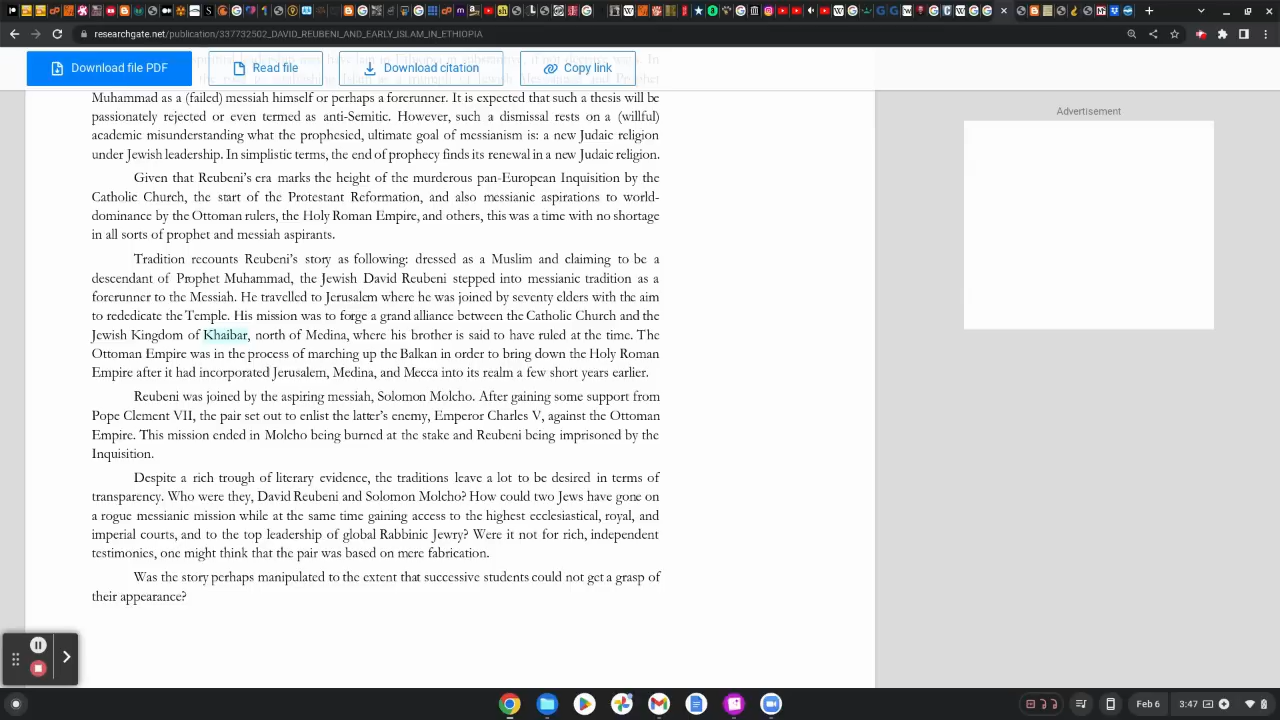 researchgate.net/publication/337732502_DAVID_REUBENI_AND_EARLY_ISLAM_IN_ETHIOPIA
Download file PDF
Read file
Download citation
Copy link
Advertisement
Muhammad as a (failed) messiah himself or perhaps a forerunner. It is expected that such a thesis will be
passionately rejected or even termed as anti-Semitic. However, such a dismissal rests on a (willful)
academic misunderstanding what the prophesied, ultimate goal of messianism is: a new Judaic religion
under Jewish leadership. In simplistic terms, the end of prophecy finds its renewal in a new Judaic religion.
Given that Reubeni's era marks the height of the murderous pan-European Inquisition by the
Catholic Church, the start of the Protestant Reformation, and also messianic aspirations to world-
dominance by the Ottoman rulers, the Holy Roman Empire, and others, this was a time with no shortage
in all sorts of prophet and messiah aspirants.
Tradition recounts Reubeni's story as following: dressed as a Muslim and claiming to be a
descendant of Prophet Muhammad, the Jewish David Reubeni stepped into messianic tradition as a
forerunner to the Messiah. He travelled to Jerusalem where he was joined by seventy elders with the aim
to rededicate the Temple. His mission was to forge a grand alliance between the Catholic Church and the
Jewish Kingdom of Khaibar, north of Medina, where his brother is said to have ruled at the time. The
Ottoman Empire was in the process of marching up the Balkan in order to bring down the Holy Roman
Empire after it had incorporated Jerusalem, Medina, and Mecca into its realm a few short years earlier.
Reubeni was joined by the aspiring messiah, Solomon Molcho. After gaining some support from
Pope Clement VII, the pair set out to enlist the latter's enemy, Emperor Charles V, against the Ottoman
Empire. This mission ended in Molcho being burned at the stake and Reubeni being imprisoned by the
Inquisition.
Despite a rich trough of literary evidence, the traditions leave a lot to be desired in terms of
transparency. Who were they, David Reubeni and Solomon Molcho? How could two Jews have gone on
a rogue messianic mission while at the same time gaining access to the highest ecclesiastical, royal, and
imperial courts, and to the top leadership of global Rabbinic Jewry? Were it not for rich, independent
testimonies, one might think that the pair was based on mere fabrication.
Was the story perhaps manipulated to the extent that successive students could not get a grasp of
their appearance?
Feb 6
3:47